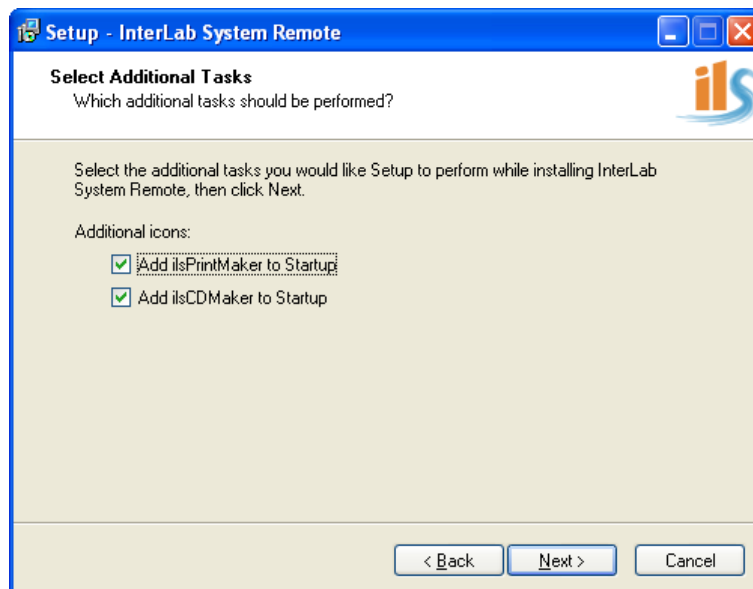 Setup - InterLab System Remote
Select Additional Tasks
Which additional tasks should be performed?
ils
Select the additional tasks you would like Setup to perform while installing InterLab
System Remote, then click Next.
Additional icons:
Add ilsPrintMaker to Startup
Add ilsCDMaker to Startup
< Back Next > Cancel